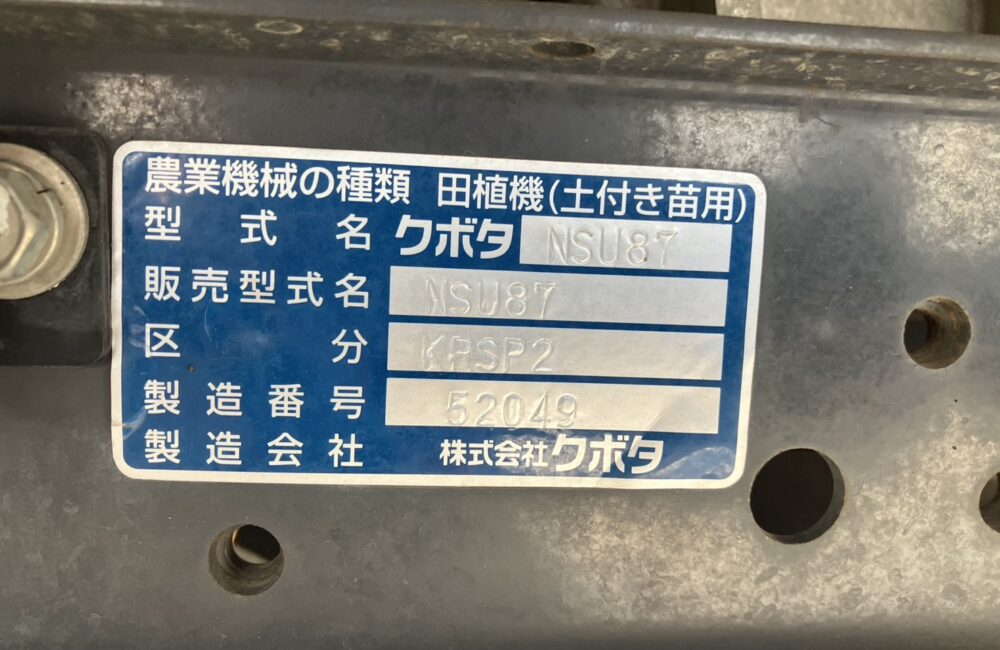 農業機械の種類 田植機(土付き苗用)
型式名 クボタ NSU87
販売型式名 NSU87
区分 KRSP2
製造番号 52049
製造会社 株式会社クボタ